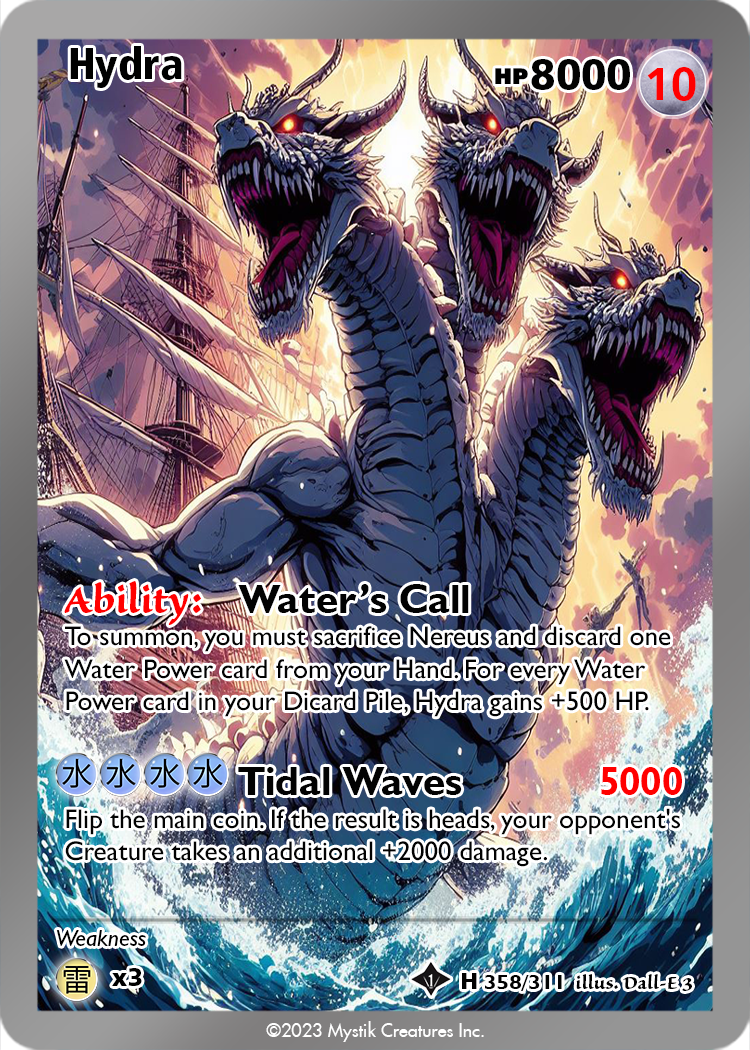 Hydra HP 8000 10
Ability: Water's Call
To summon, you must sacrifice Nereus and discard one
Water Power card from your Hand. For every Water
Power card in your Dicard Pile, Hydra gains +500 HP.
水 水 水 水 Tidal Waves 5000
Flip the main coin. If the result is heads, your opponent's
Creature takes an additional +2000 damage.
Weakness
雷 x3 1 H 358/311 illus. Dall-E 3
©2023 Mystik Creatures Inc.